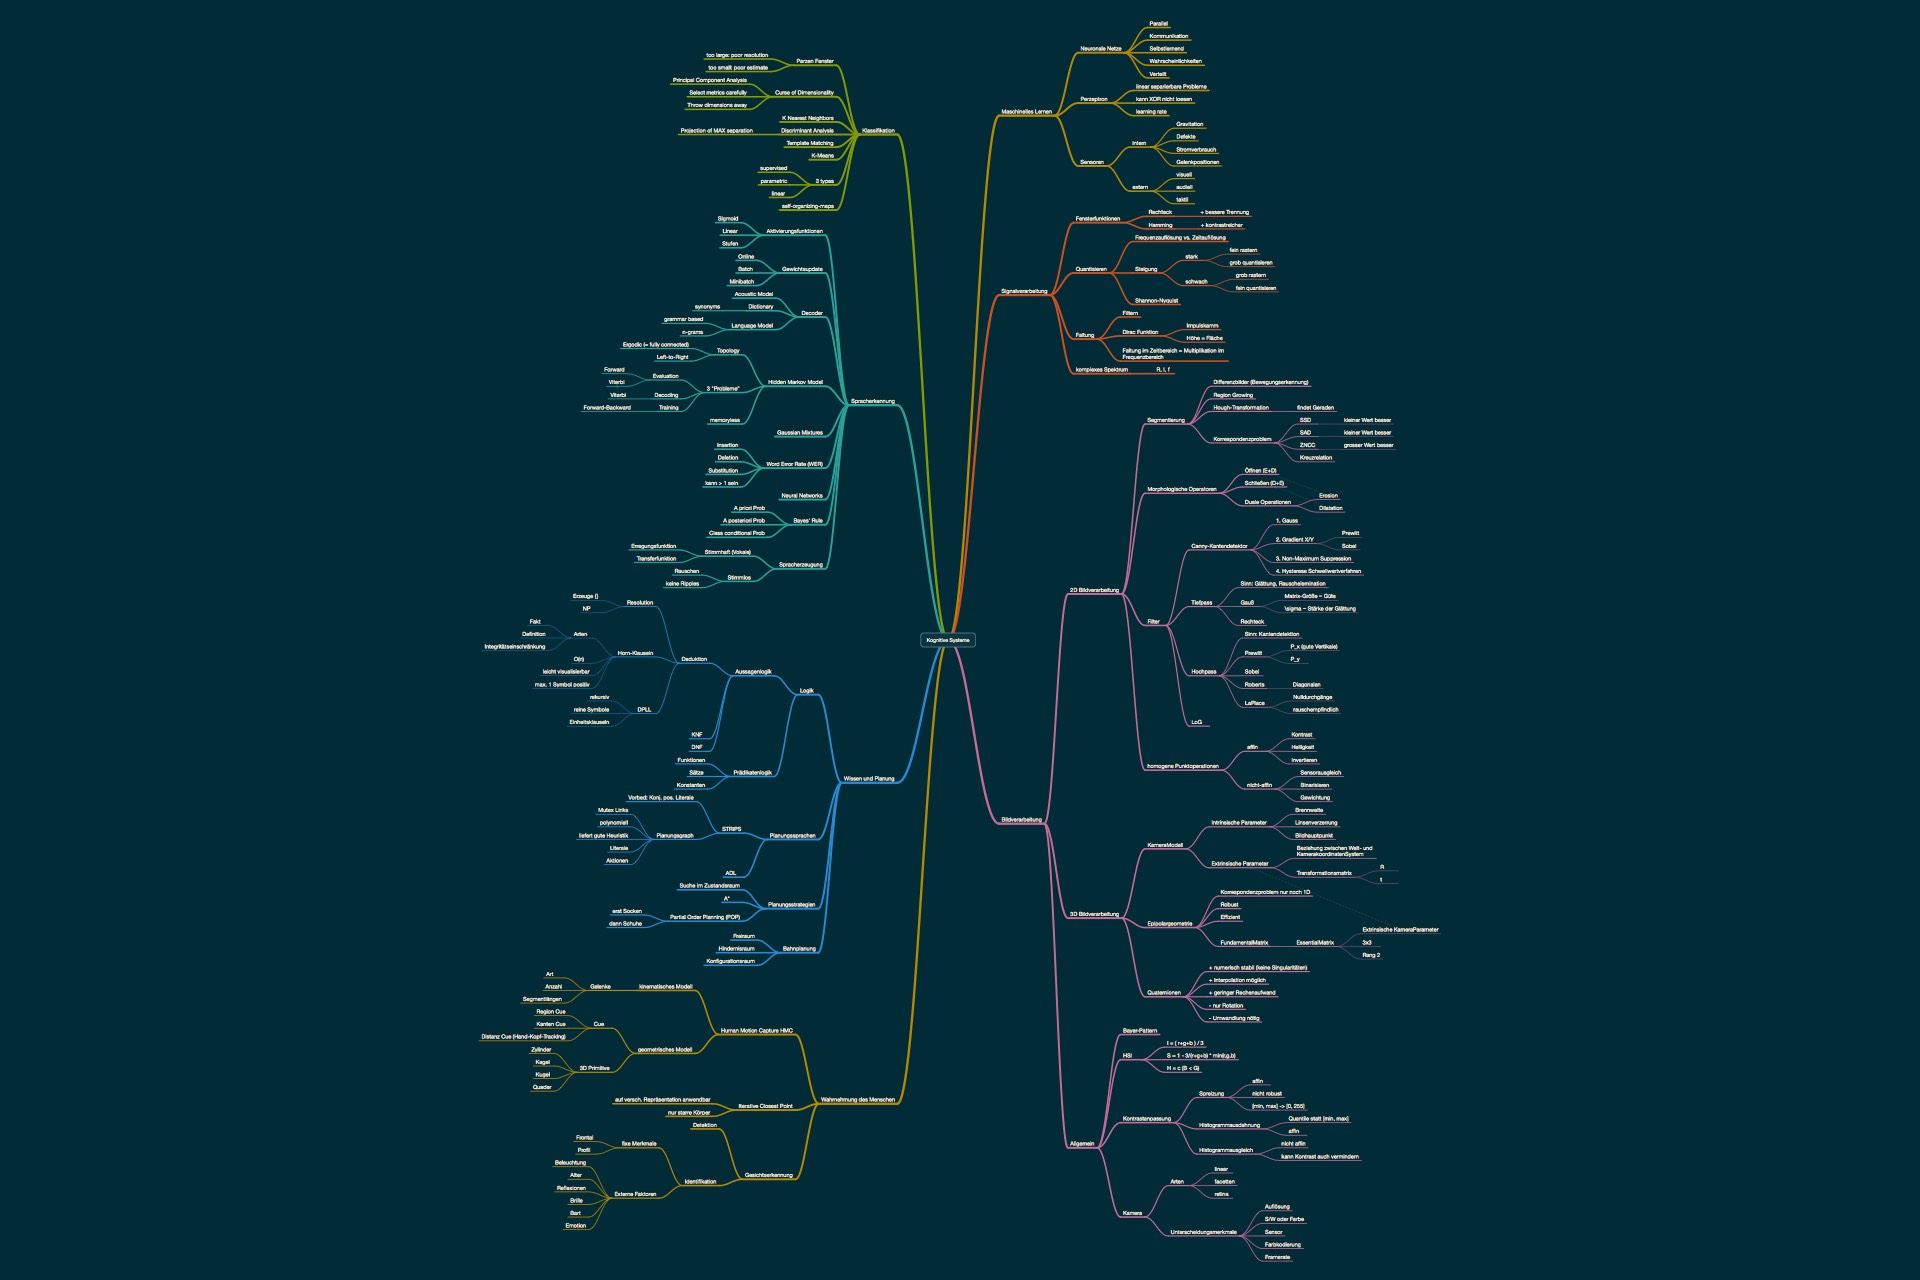 Kognitive Systeme
Klassifikation
Parzen Fenster
too large: poor resolution
too small: poor estimate
Curse of Dimensionality
Principal Component Analysis
Select metrics carefully
Throw dimensions away
K Nearest Neighbors
Discriminant Analysis
Projection of MAX separation
Template Matching
K-Means
3 types
supervised
parametric
linear
self-organizing-maps
Spracherkennung
Aktivierungsfunktionen
Sigmoid
Linear
Stufen
Gewichtsupdate
Online
Batch
Minibatch
Decoder
Acoustic Model
Dictionary
synonyms
Language Model
grammar based
n-grams
Hidden Markov Model
Topology
Ergodic (= fully connected)
Left-to-Right
3 "Probleme"
Evaluation
Forward
Viterbi
Decoding
Viterbi
Training
Forward-Backward
memoryless
Gaussian Mixtures
Word Error Rate (WER)
Insertion
Deletion
Substitution
kann > 1 sein
Neural Networks
Bayes' Rule
A priori Prob
A posteriori Prob
Class conditional Prob
Spracherzeugung
Stimmhaft (Vokale)
Erregungsfunktion
Transferfunktion
Stimmlos
Rauschen
keine Ripples
Wissen und Planung
Logik
Aussagenlogik
Deduktion
Resolution
Erzeuge {}
NP
Horn-Klauseln
Arten
Fakt
Definition
Integritätseinschränkung
O(n)
leicht visualisierbar
max. 1 Symbol positiv
DPLL
rekursiv
reine Symbole
Einheitsklauseln
KNF
DNF
Prädikatenlogik
Funktionen
Sätze
Konstanten
Planungssprachen
STRIPS
Vorbed: Konj. pos. Literale
Planungsgraph
Mutex Links
polynomiell
liefert gute Heuristik
Literale
Aktionen
ADL
Planungsstrategien
Suche im Zustandsraum
A*
Partial Order Planning (POP)
erst Socken
dann Schuhe
Bahnplanung
Freiraum
Hindernisraum
Konfigurationsraum
Wahrnehmung des Menschen
Human Motion Capture HMC
kinematisches Modell
Gelenke
Art
Anzahl
Segmentlängen
geometrisches Modell
Cue
Region Cue
Kanten Cue
Distanz Cue (Hand-Kopf-Tracking)
3D Primitive
Zylinder
Kegel
Kugel
Quader
Iterative Closest Point
auf versch. Repräsentation anwendbar
nur starre Körper
Gesichtserkennung
Detektion
Identifikation
fixe Merkmale
Frontal
Profil
Externe Faktoren
Beleuchtung
Alter
Reflexionen
Brille
Bart
Emotion
Maschinelles Lernen
Neuronale Netze
Parallel
Kommunikation
Selbstlernend
Wahrscheinlichkeiten
Verteilt
Perzeptron
linear separierbare Probleme
kann XOR nicht loesen
learning rate
Sensoren
intern
Gravitation
Defekte
Stromverbrauch
Gelenkpositionen
extern
visuell
audiell
taktil
Signalverarbeitung
Fensterfunktionen
Rechteck
+ bessere Trennung
Hamming
+ kontrastreicher
Quantisieren
Frequenzauflösung vs. Zeitauflösung
Steigung
stark
fein rastern
grob quantisieren
schwach
grob rastern
fein quantisieren
Shannon-Nyquist
Faltung
Filtern
Dirac Funktion
Impulskamm
Höhe = Fläche
Faltung im Zeitbereich = Multiplikation im
Frequenzbereich
komplexes Spektrum
R, I, f
Bildverarbeitung
2D Bildverarbeitung
Segmentierung
Differenzbilder (Bewegungserkennung)
Region Growing
Hough-Transformation
findet Geraden
Korrespondenzproblem
SSD
kleiner Wert besser
SAD
kleiner Wert besser
ZNCC
grosser Wert besser
Kreuzrelation
Morphologische Operatoren
Öffnen (E+D)
Schließen (D+E)
Duale Operationen
Erosion
Dilatation
Filter
Canny-Kantendetektor
1. Gauss
2. Gradient X/Y
Prewitt
Sobel
3. Non-Maximum Suppression
4. Hysterese Schwellwertverfahren
Tiefpass
Sinn: Glättung, Rauschelemination
Gauß
Matrix-Größe ~ Güte
\sigma ~ Stärke der Glättung
Rechteck
Hochpass
Sinn: Kantendetektion
Prewitt
P_x (gute Vertikale)
P_y
Sobel
Roberts
Diagonalen
LaPlace
Nulldurchgänge
rauschempfindlich
LoG
homogene Punktoperationen
affin
Kontrast
Helligkeit
Invertieren
nicht-affin
Sensorausgleich
Binarisieren
Gewichtung
3D Bildverarbeitung
KameraModell
Intrinsische Parameter
Brennweite
Linsenverzerrung
Bildhauptpunkt
Extrinsische Parameter
Beziehung zwischen Welt- und
KamerakoordinatenSystem
Transformationsmatrix
R
t
Epipolargeometrie
Korrespondenzproblem nur noch 1D
Robust
Effizient
FundamentalMatrix
EssentialMatrix
Extrinsische KameraParameter
3x3
Rang 2
Quaternionen
+ numerisch stabil (keine Singularitäten)
+ Interpolation möglich
+ geringer Rechenaufwand
- nur Rotation
- Umwandlung nötig
Allgemein
Bayer-Pattern
HSI
I = ( r+g+b ) / 3
S = 1 - 3/(r+g+b) * min(r,g,b)
H = c (B < G)
Kontrastanpassung
Spreizung
affin
nicht robust
[min, max] -> [0, 255]
Histogrammausdehnung
Quantile statt [min, max]
affin
Histogrammausgleich
nicht affin
kann Kontrast auch vermindern
Kamera
Arten
linear
facetten
retina
Unterscheidungsmerkmale
Auflösung
S/W oder Farbe
Sensor
Farbkodierung
Framerate